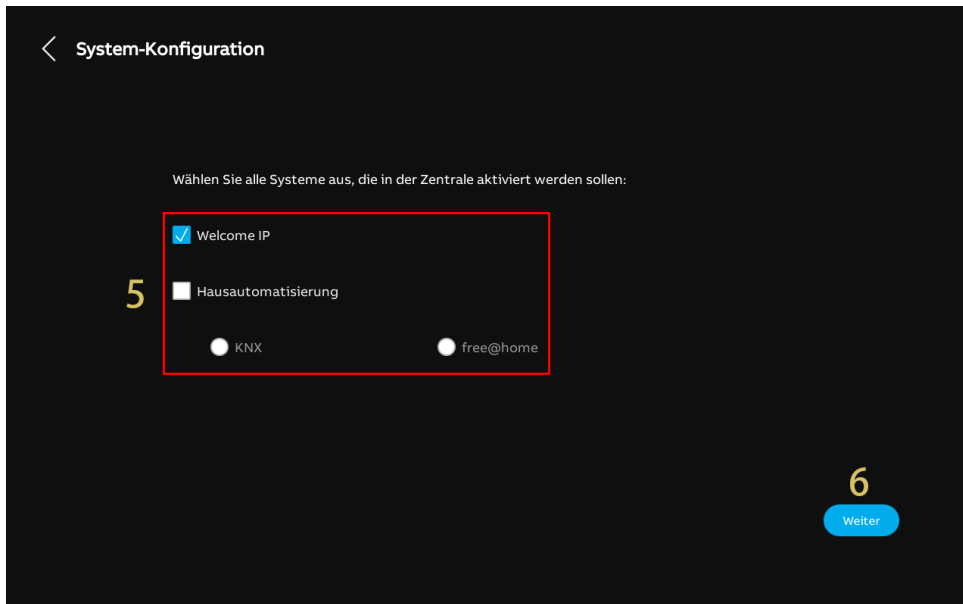 System-Konfiguration
Wählen Sie alle Systeme aus, die in der Zentrale aktiviert werden sollen:
Welcome IP
5
Hausautomatisierung
KNX
free@home
6
Weiter